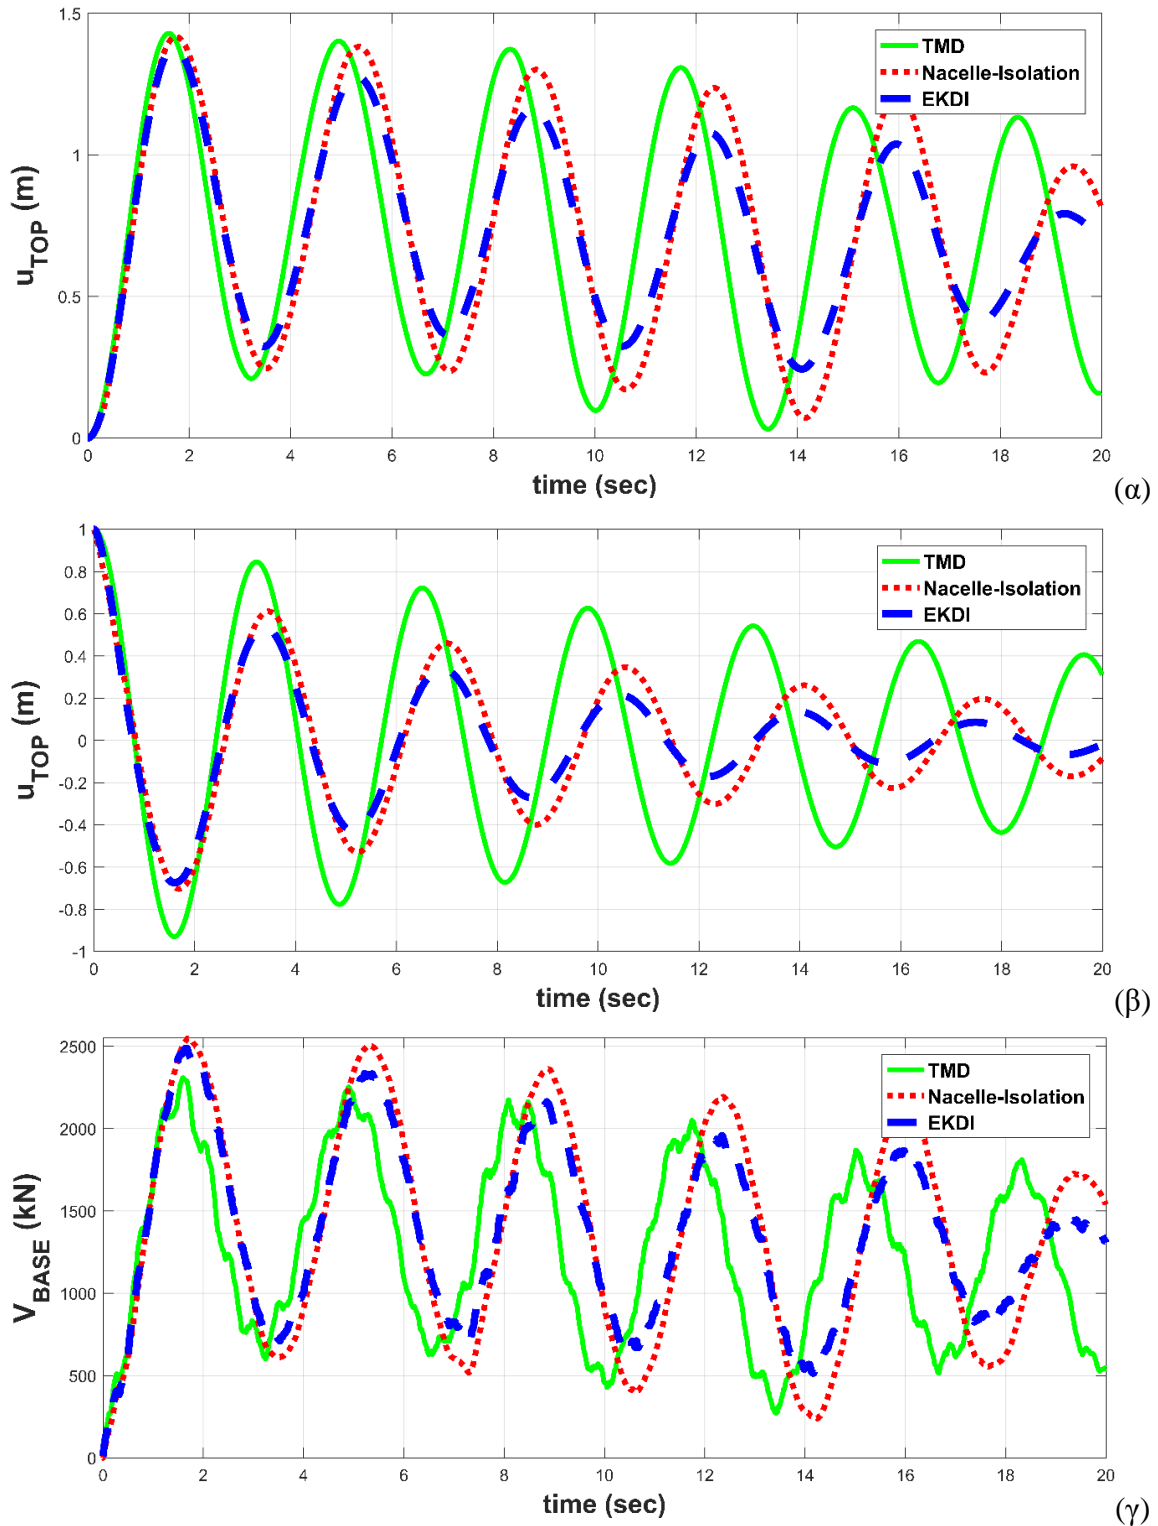 1.5
1
0.5
0
u_TOP (m)
TMD
Nacelle-Isolation
EKDI
0 2 4 6 8 10 12 14 16 18 20
time (sec)
(α)
1
0.8
0.6
0.4
0.2
0
-0.2
-0.4
-0.6
-0.8
-1
u_TOP (m)
TMD
Nacelle-Isolation
EKDI
0 2 4 6 8 10 12 14 16 18 20
time (sec)
(β)
2500
2000
1500
1000
500
0
V_BASE (kN)
TMD
Nacelle-Isolation
EKDI
0 2 4 6 8 10 12 14 16 18 20
time (sec)
(γ)